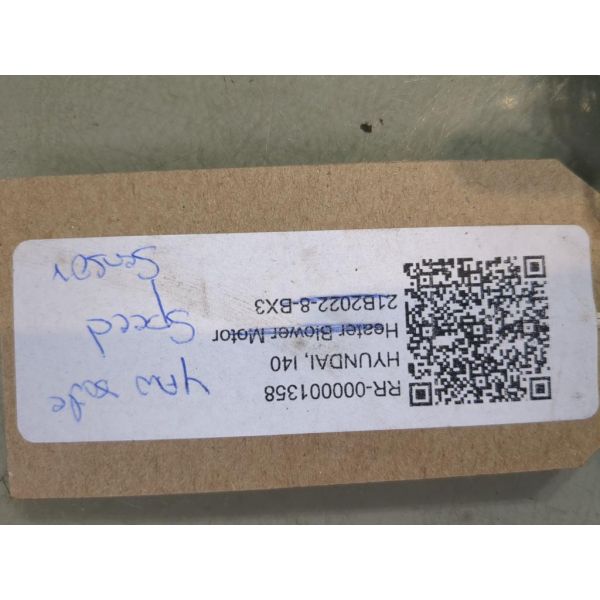 RR-000001358
HYUNDAI, I40
Heater Blower Motor
21B2022-8-BX3
Yaw rate
Speed
Sensor